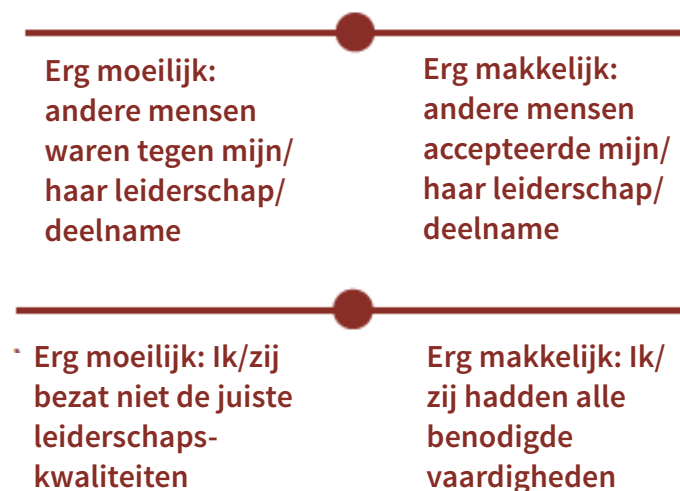 Erg moeilijk:
andere mensen
waren tegen mijn/
haar leiderschap/
deelname
Erg makkelijk:
andere mensen
accepteerde mijn/
haar leiderschap/
deelname
Erg moeilijk: Ik/zij
bezat niet de juiste
leiderschaps-
kwaliteiten
Erg makkelijk: Ik/
zij hadden alle
benodigde
vaardigheden